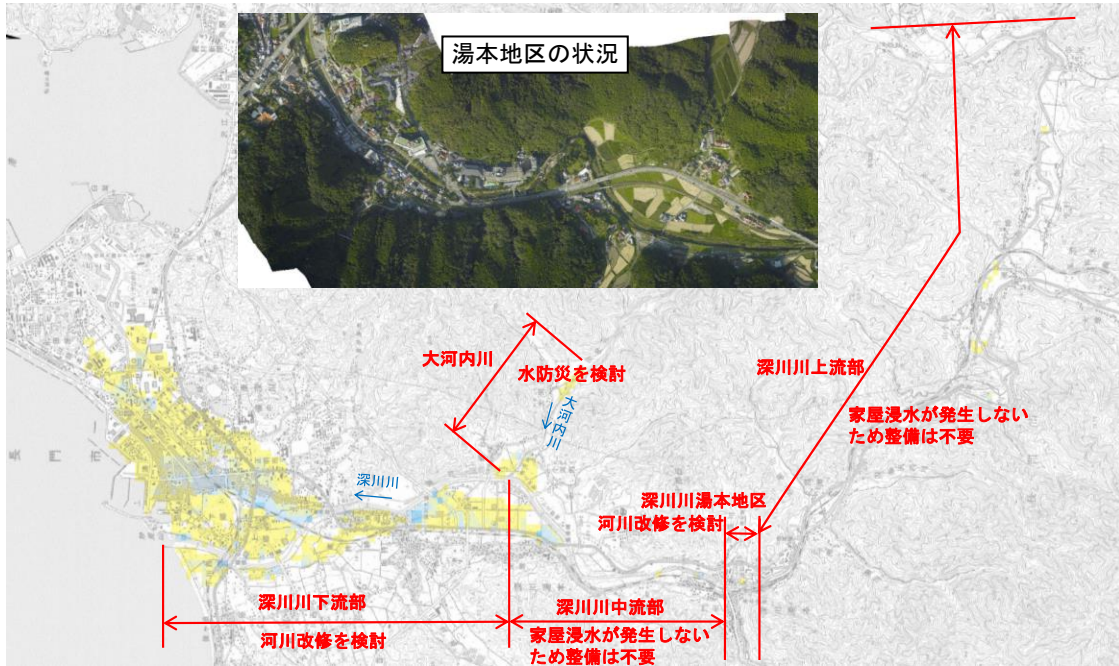 湯本地区の状況
大河内川
水防災を検討
大河内川
深川川上流部
家屋浸水が発生しない
ため整備は不要
深川川
深川川湯本地区
河川改修を検討
長門市
深川川下流部
河川改修を検討
深川川中流部
家屋浸水が発生しない
ため整備は不要